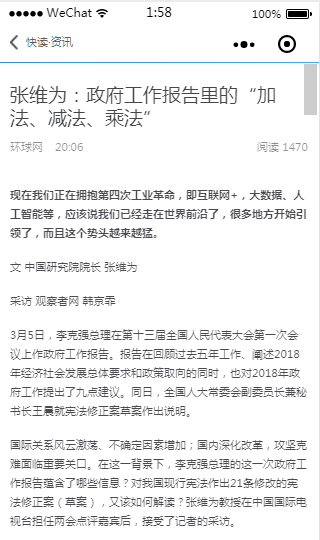 WeChat
1:58
100%
快读·资讯
张维为：政府工作报告里的“加
法、减法、乘法”
环球网 20:06 阅读 1470
现在我们正在拥抱第四次工业革命，即互联网+，大数据、人
工智能等，应该说我们已经走在世界前沿了，很多地方开始引
领了，而且这个势头越来越猛。
文 中国研究院院长 张维为
采访 观察者网 韩京霏
3月5日，李克强总理在第十三届全国人民代表大会第一次会
议上作政府工作报告。报告在回顾过去五年工作、阐述2018
年经济社会发展总体要求和政策取向的同时，也对2018年政
府工作提出了九点建议。同日，全国人大常委会副委员长兼秘
书长王晨就宪法修正案草案作出说明。
国际关系风云激荡、不确定因素增加；国内深化改革，攻坚克
难面临重要关口。在这一背景下，李克强总理的这一次政府工
作报告蕴含了哪些信息？对我国现行宪法作出21条修改的宪
法修正案（草案），又该如何解读？张维为教授在中国国际电
视台担任两会点评嘉宾后，接受了记者的采访。